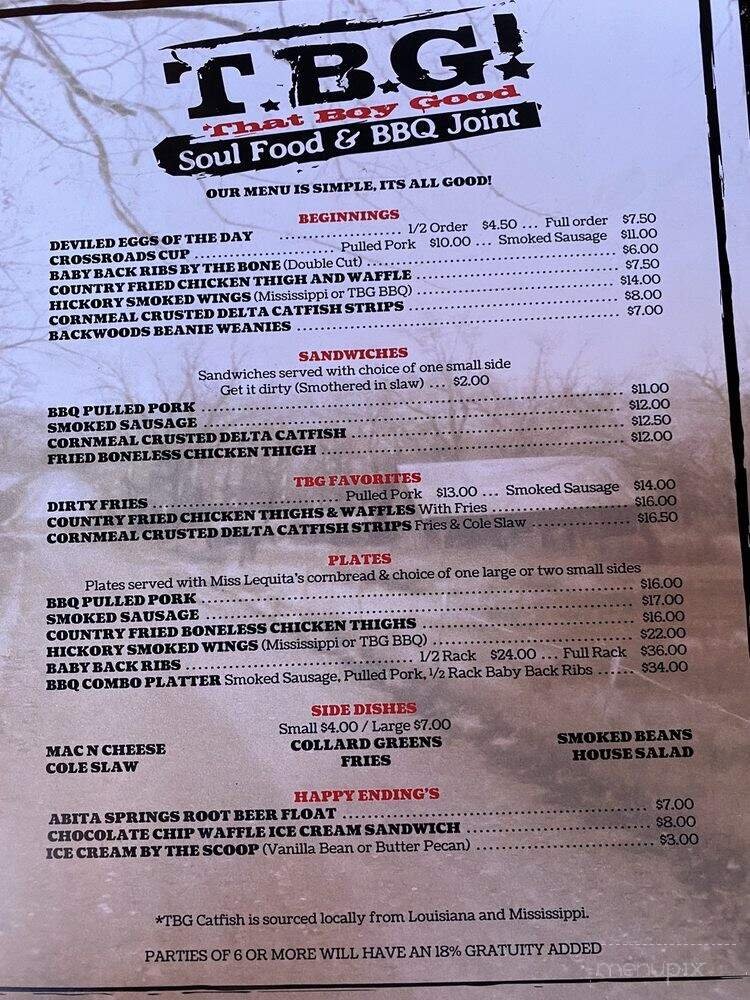 T.B.G!
That Boy Good
Soul Food & BBQ Joint
OUR MENU IS SIMPLE, ITS ALL GOOD!
BEGINNINGS
DEVILED EGGS OF THE DAY .................... 1/2 Order $4.50 ... Full order $7.50
CROSSROADS CUP .................... Pulled Pork $10.00 ... Smoked Sausage $11.00
BABY BACK RIBS BY THE BONE (Double Cut) .................... $6.00
COUNTRY FRIED CHICKEN THIGH AND WAFFLE .................... $7.50
HICKORY SMOKED WINGS (Mississippi or TBG BBQ) .................... $14.00
CORNMEAL CRUSTED DELTA CATFISH STRIPS .................... $8.00
BACKWOODS BEANIE WEANIES .................... $7.00
SANDWICHES
Sandwiches served with choice of one small side
Get it dirty (Smothered in slaw) ... $2.00
BBQ PULLED PORK .................... $11.00
SMOKED SAUSAGE .................... $12.00
CORNMEAL CRUSTED DELTA CATFISH .................... $12.50
FRIED BONELESS CHICKEN THIGH .................... $12.00
TBG FAVORITES
DIRTY FRIES .................... Pulled Pork $13.00 ... Smoked Sausage $14.00
COUNTRY FRIED CHICKEN THIGHS & WAFFLES With Fries .................... $16.00
CORNMEAL CRUSTED DELTA CATFISH STRIPS Fries & Cole Slaw .................... $16.50
PLATES
Plates served with Miss Lequita's cornbread & choice of one large or two small sides
BBQ PULLED PORK .................... $16.00
SMOKED SAUSAGE .................... $17.00
COUNTRY FRIED BONELESS CHICKEN THIGHS .................... $16.00
HICKORY SMOKED WINGS (Mississippi or TBG BBQ) .................... $22.00
BABY BACK RIBS .................... 1/2 Rack $24.00 ... Full Rack $36.00
BBQ COMBO PLATTER Smoked Sausage, Pulled Pork, 1/2 Rack Baby Back Ribs ...... $34.00
SIDE DISHES
Small $4.00 / Large $7.00
MAC N CHEESE COLLARD GREENS SMOKED BEANS
COLE SLAW FRIES HOUSE SALAD
HAPPY ENDING'S
ABITA SPRINGS ROOT BEER FLOAT .................... $7.00
CHOCOLATE CHIP WAFFLE ICE CREAM SANDWICH .................... $8.00
ICE CREAM BY THE SCOOP (Vanilla Bean or Butter Pecan) .................... $3.00
*TBG Catfish is sourced locally from Louisiana and Mississippi.
PARTIES OF 6 OR MORE WILL HAVE AN 18% GRATUITY ADDED
menupix